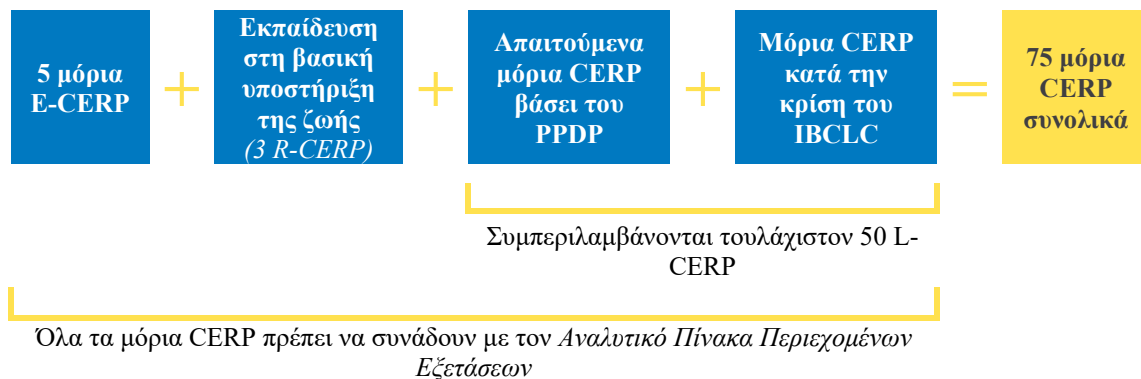 5 μόρια
E-CERP
+
Εκπαίδευση
στη βασική
υποστήριξη
της ζωής
(3 R-CERP)
+
Απαιτούμενα
μόρια CERP
βάσει του
PPDP
+
Μόρια CERP
κατά την
κρίση του
IBCLC
=
75 μόρια
CERP
συνολικά
Συμπεριλαμβάνονται τουλάχιστον 50 L-
CERP
Όλα τα μόρια CERP πρέπει να συνάδουν με τον Αναλυτικό Πίνακα Περιεχομένων
Εξετάσεων